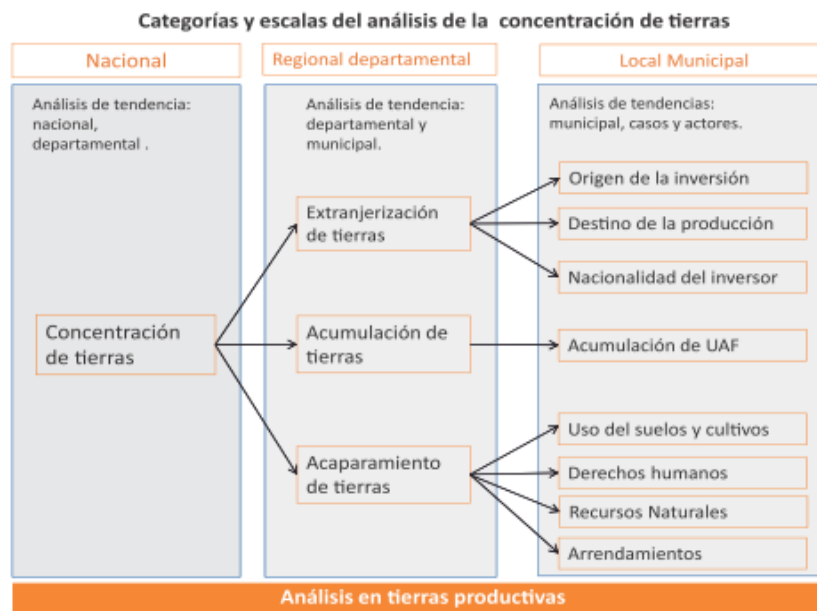 Categorías y escalas del análisis de la concentración de tierras
Nacional
Regional departamental
Local Municipal
Análisis de tendencia:
nacional,
departamental .
Análisis de tendencia:
departamental y
municipal.
Análisis de tendencias:
municipal, casos y actores.
Concentración
de tierras
Extranjerización
de tierras
Acumulación de
tierras
Acaparamiento
de tierras
Origen de la inversión
Destino de la producción
Nacionalidad del inversor
Acumulación de UAF
Uso del suelos y cultivos
Derechos humanos
Recursos Naturales
Arrendamientos
Análisis en tierras productivas